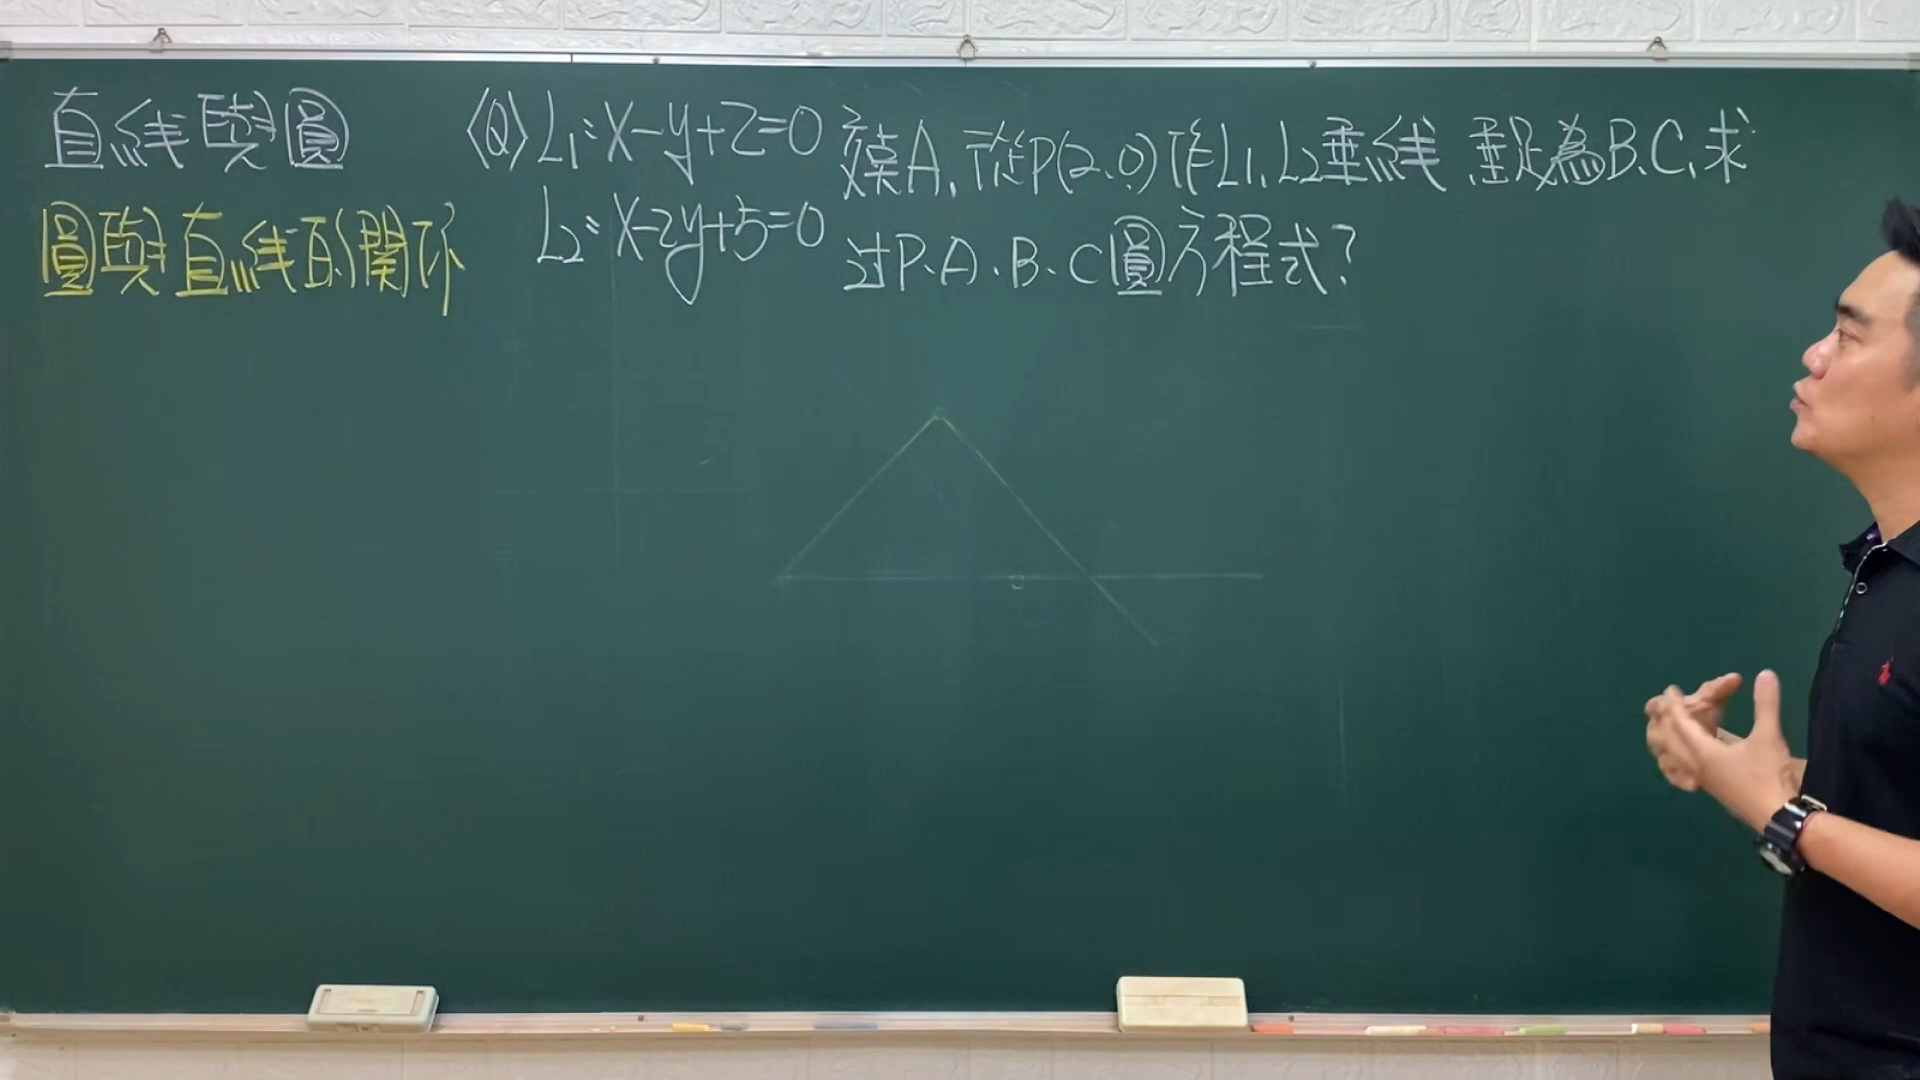 直線與圓
圓與直線的關係
〈Q〉L₁:x-y+2=0
L₂:x-2y+5=0
交点A,從P(2,0)作L₁、L₂垂線,垂足為B、C,求
过P、A、B、C圓方程式?